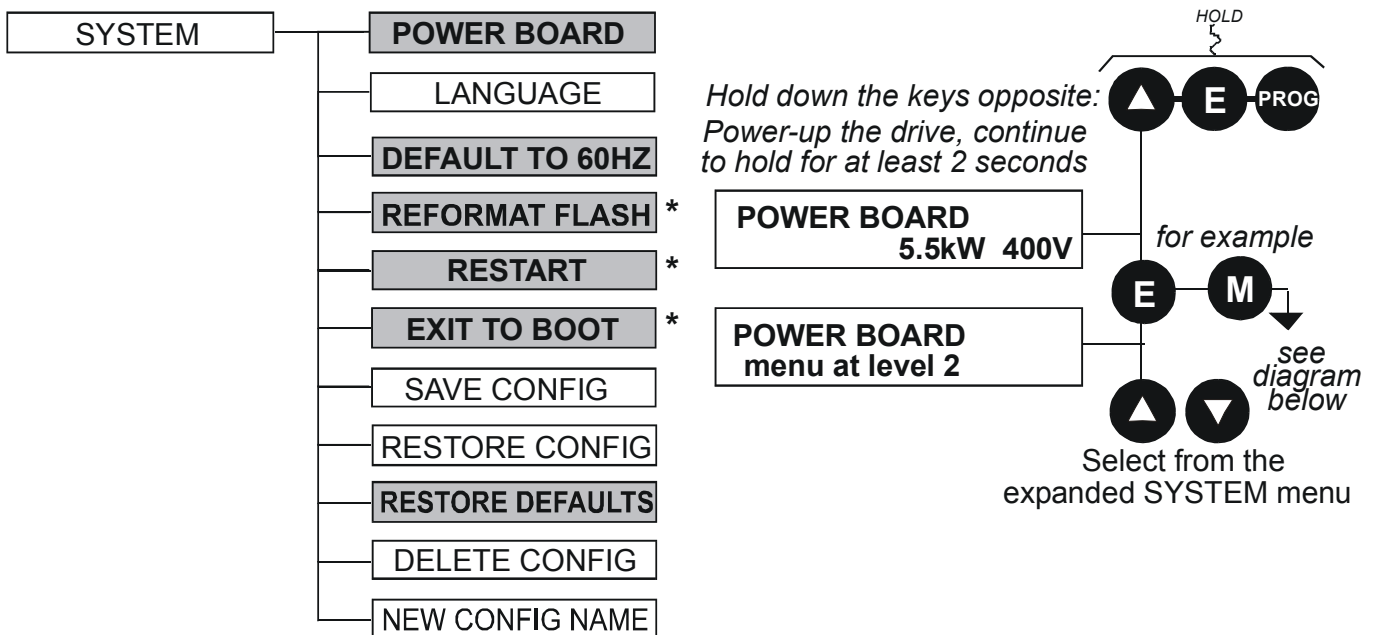 SYSTEM
POWER BOARD
LANGUAGE
DEFAULT TO 60HZ
REFORMAT FLASH *
RESTART *
EXIT TO BOOT *
SAVE CONFIG
RESTORE CONFIG
RESTORE DEFAULTS
DELETE CONFIG
NEW CONFIG NAME
HOLD
Hold down the keys opposite:
E
PROG
Power-up the drive, continue
to hold for at least 2 seconds
POWER BOARD
5.5kW 400V
for example
E
M
POWER BOARD
menu at level 2
see
diagram
below
Select from the
expanded SYSTEM menu